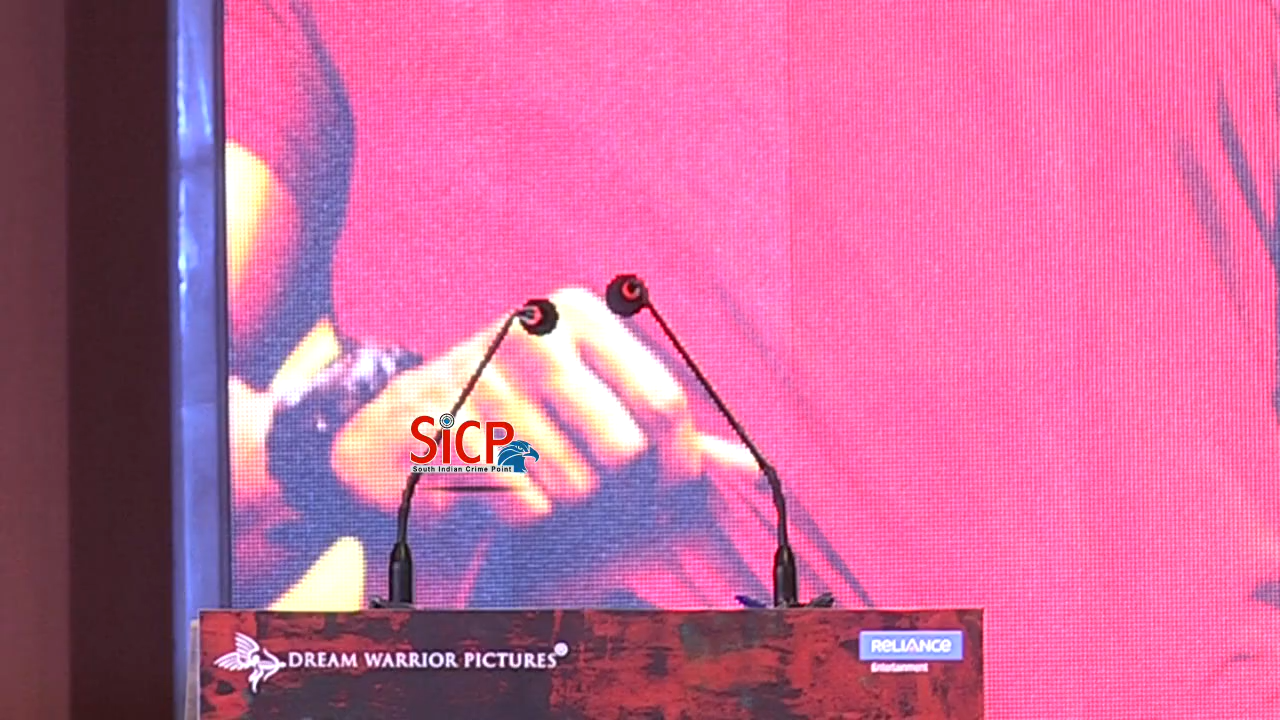 SiCP
South Indian Crime Point
DREAM WARRIOR PICTURES®
RELIANCE
Entertainment